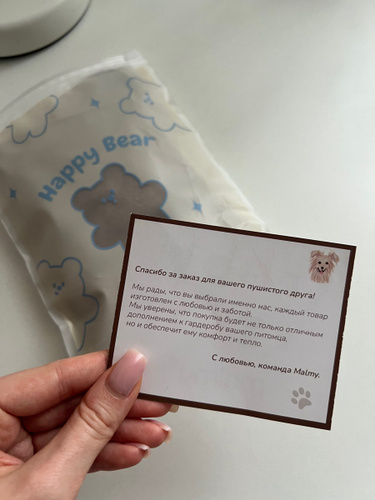 Happy Bear
Спасибо за заказ для вашего пушистого друга!
Мы рады, что вы выбрали именно нас, каждый товар
изготовлен с любовью и заботой.
Мы уверены, что покупка будет не только отличным
дополнением к гардеробу вашего питомца,
но и обеспечит ему комфорт и тепло.
С любовью, команда Malmy.